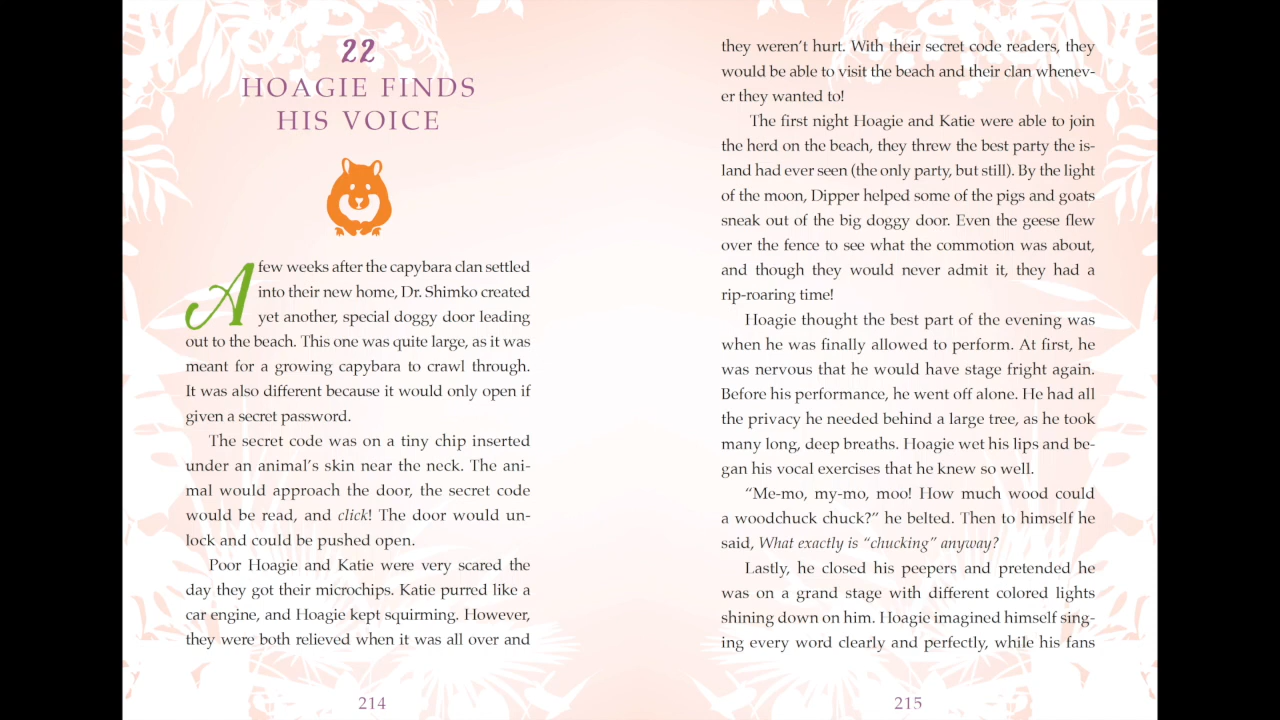 22
HOAGIE FINDS
HIS VOICE
A few weeks after the capybara clan settled
into their new home, Dr. Shimko created
yet another, special doggy door leading
out to the beach. This one was quite large, as it was
meant for a growing capybara to crawl through.
It was also different because it would only open if
given a secret password.
The secret code was on a tiny chip inserted
under an animal’s skin near the neck. The ani-
mal would approach the door, the secret code
would be read, and click! The door would un-
lock and could be pushed open.
Poor Hoagie and Katie were very scared the
day they got their microchips. Katie purred like a
car engine, and Hoagie kept squirming. However,
they were both relieved when it was all over and
214
they weren’t hurt. With their secret code readers, they
would be able to visit the beach and their clan whenev-
er they wanted to!
The first night Hoagie and Katie were able to join
the herd on the beach, they threw the best party the is-
land had ever seen (the only party, but still). By the light
of the moon, Dipper helped some of the pigs and goats
sneak out of the big doggy door. Even the geese flew
over the fence to see what the commotion was about,
and though they would never admit it, they had a
rip-roaring time!
Hoagie thought the best part of the evening was
when he was finally allowed to perform. At first, he
was nervous that he would have stage fright again.
Before his performance, he went off alone. He had all
the privacy he needed behind a large tree, as he took
many long, deep breaths. Hoagie wet his lips and be-
gan his vocal exercises that he knew so well.
“Me-mo, my-mo, moo! How much wood could
a woodchuck chuck?” he belted. Then to himself he
said, What exactly is “chucking” anyway?
Lastly, he closed his peepers and pretended he
was on a grand stage with different colored lights
shining down on him. Hoagie imagined himself sing-
ing every word clearly and perfectly, while his fans
215